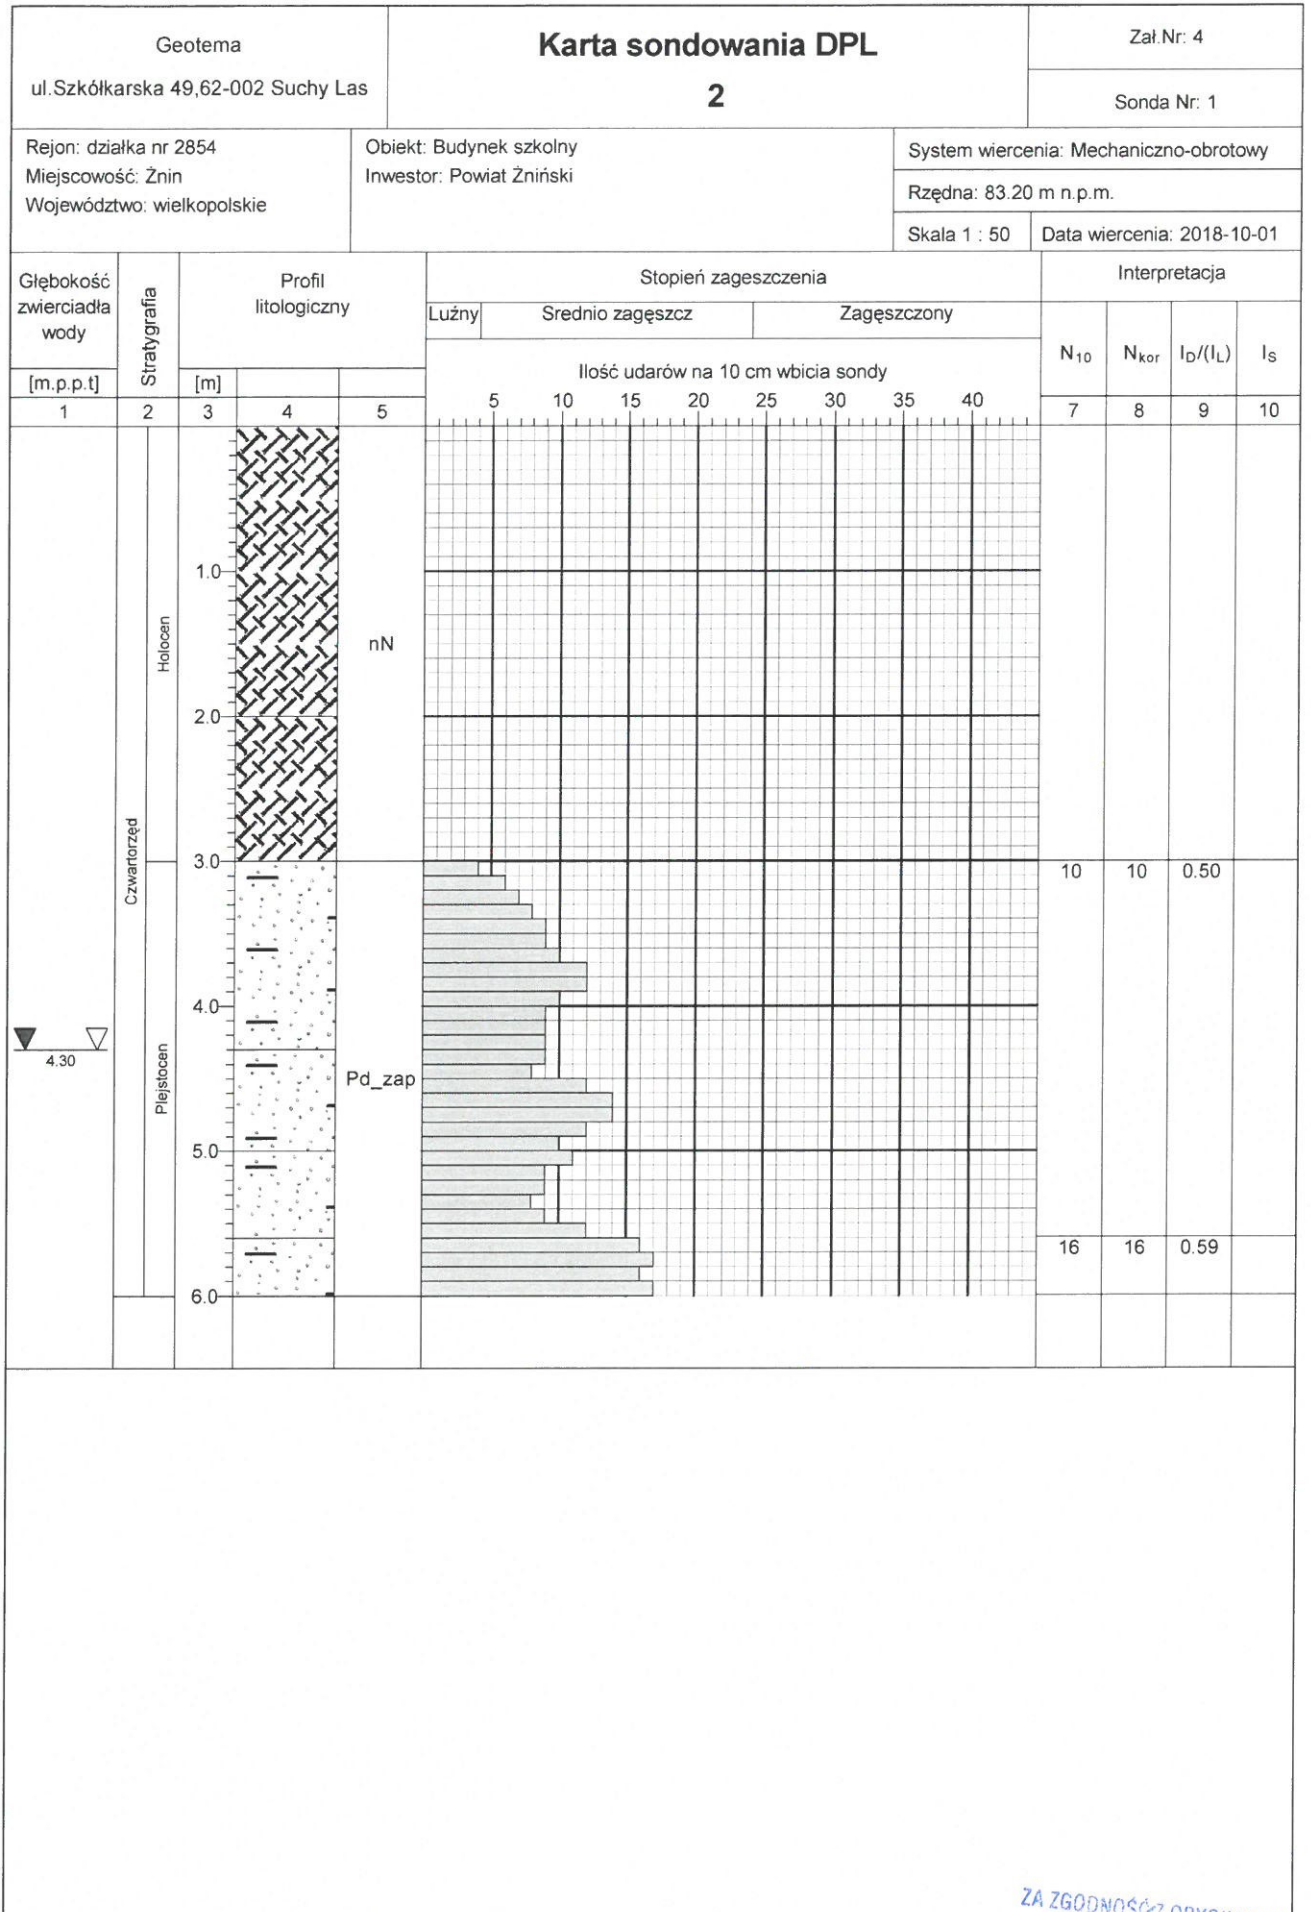 Geotema
ul.Szkółkarska 49,62-002 Suchy Las
Karta sondowania DPL
2
Zał.Nr: 4
Sonda Nr: 1
Rejon: działka nr 2854
Miejscowość: Żnin
Województwo: wielkopolskie
Obiekt: Budynek szkolny
Inwestor: Powiat Żniński
System wiercenia: Mechaniczno-obrotowy
Rzędna: 83.20 m n.p.m.
Skala 1 : 50
Data wiercenia: 2018-10-01
Głębokość
zwierciadła
wody
[m.p.p.t]
Stratygrafia
Profil
litologiczny
[m]
Stopień zageszczenia
Luźny
Srednio zagęszcz
Zagęszczony
Ilość udarów na 10 cm wbicia sondy
5 10 15 20 25 30 35 40
Interpretacja
N10 Nkor ID/(IL) IS
1 2 3 4 5 7 8 9 10
1.0
Holocen
nN
2.0
Czwartorzęd
3.0
10 10 0.50
4.0
4.30
Plejstocen
Pd_zap
5.0
16 16 0.59
6.0
ZA ZGODNOŚĆ Z